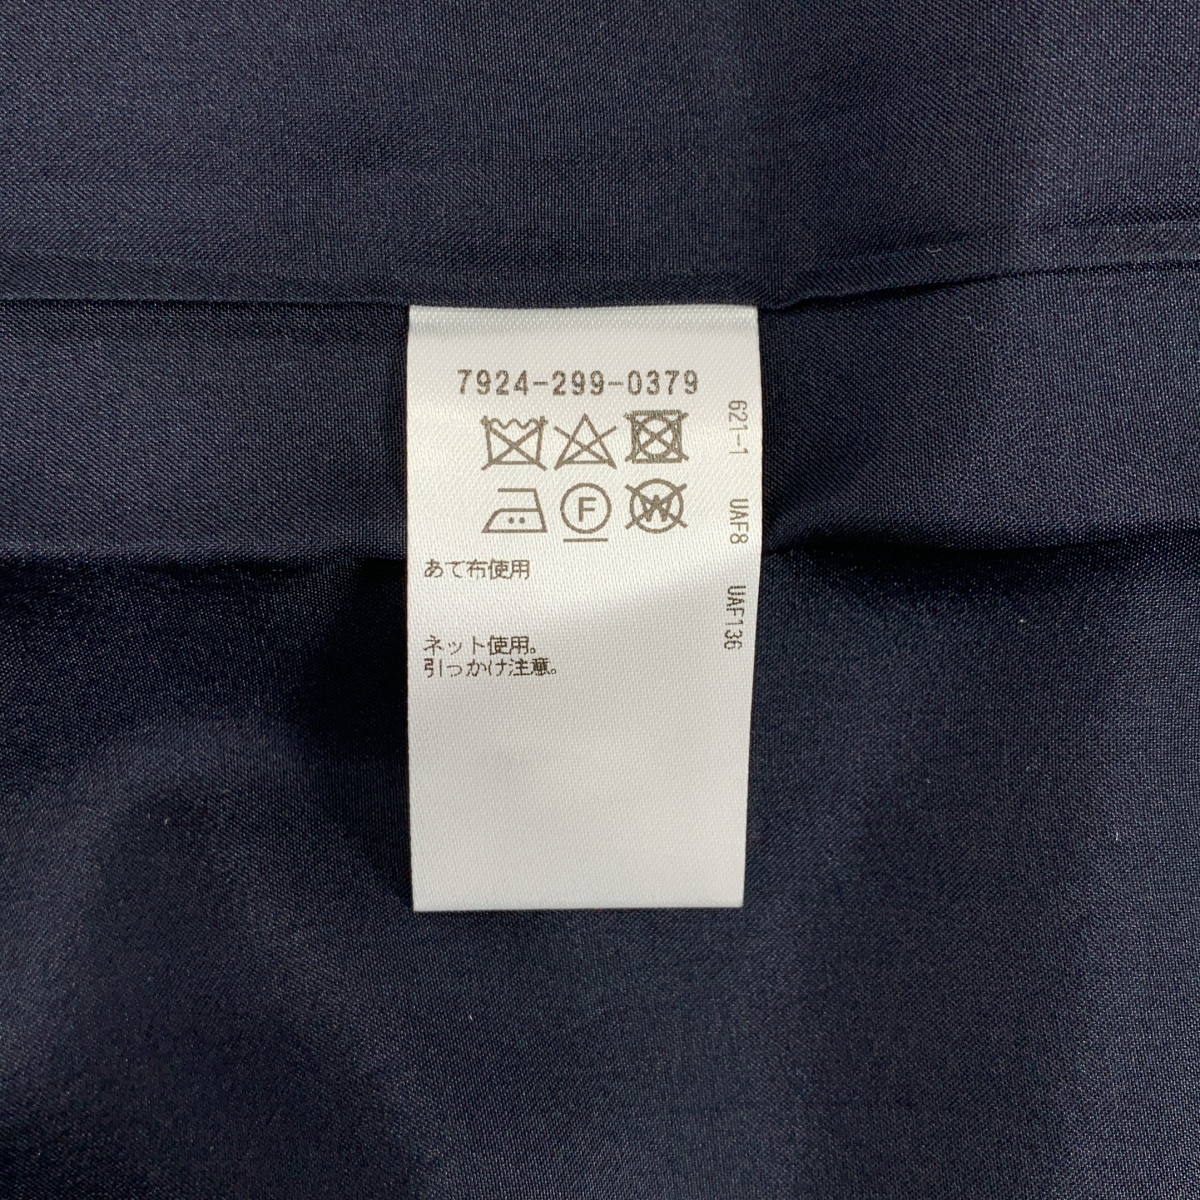 7924-299-0379
F W
あて布使用
ネット使用。
引っかけ注意。
621-1 UAF8 UAF136